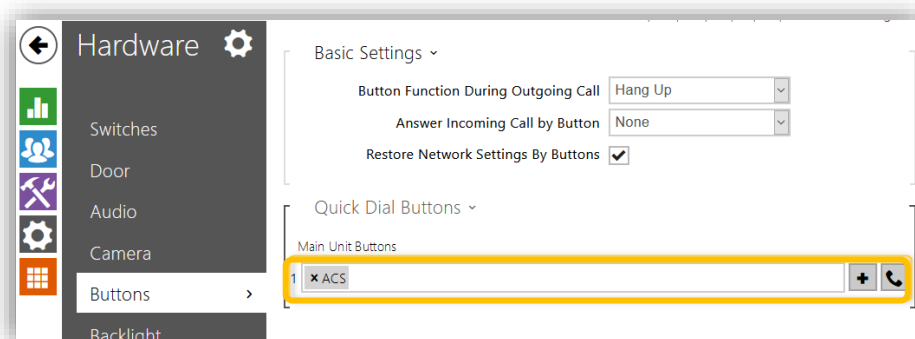 Hardware
Switches
Door
Audio
Camera
Buttons
Backlight
Basic Settings
Button Function During Outgoing Call Hang Up
Answer Incoming Call by Button None
Restore Network Settings By Buttons
Quick Dial Buttons
Main Unit Buttons
1 × ACS